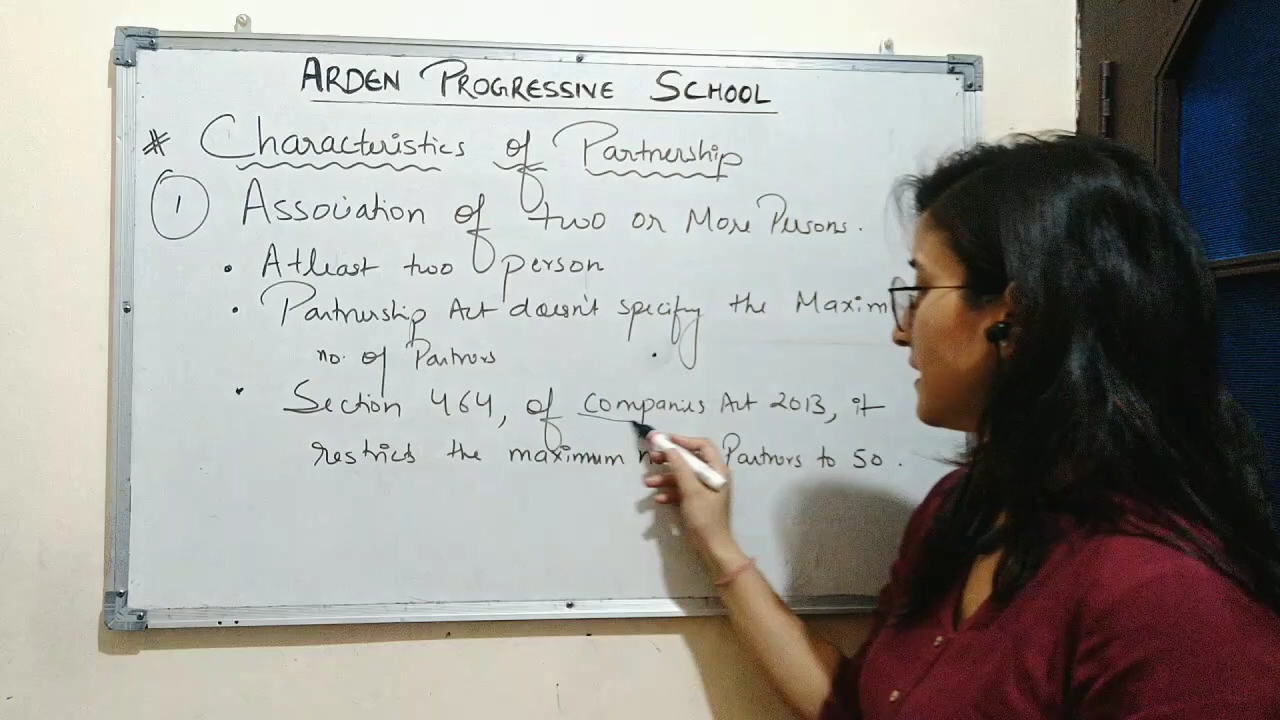 ARDEN PROGRESSIVE SCHOOL
* Characteristics of Partnership
1 Association of two or More Persons.
• Atleast two person
• Partnership Act doesn't specify the Maxim
no. of Partners
• Section 464, of Companies Act 2013, it
restricts the maximum Partners to 50.